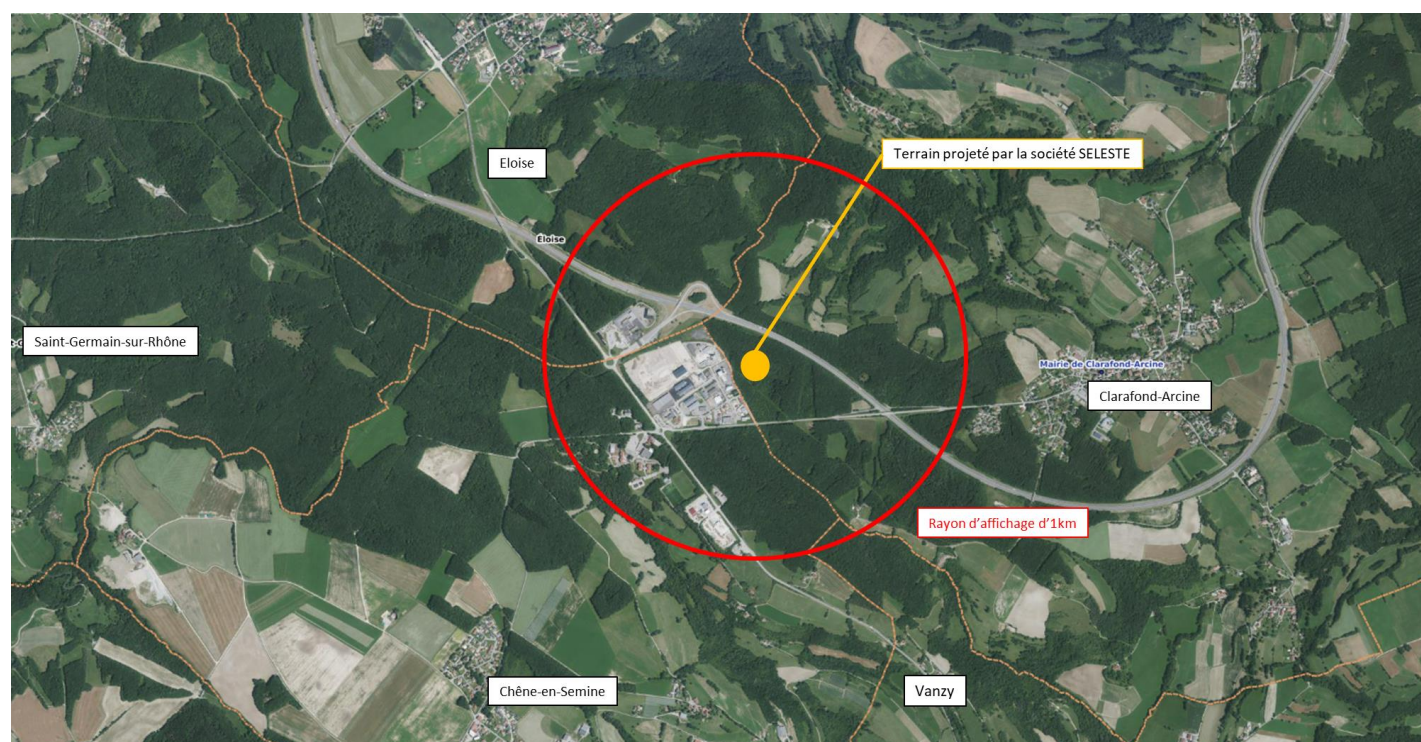 Terrain projeté par la société SELESTE
Eloise
Éloise
Saint-Germain-sur-Rhône
Mairie de Clarafond-Arcine
Clarafond-Arcine
Rayon d’affichage d’1km
Chêne-en-Semine
Vanzy